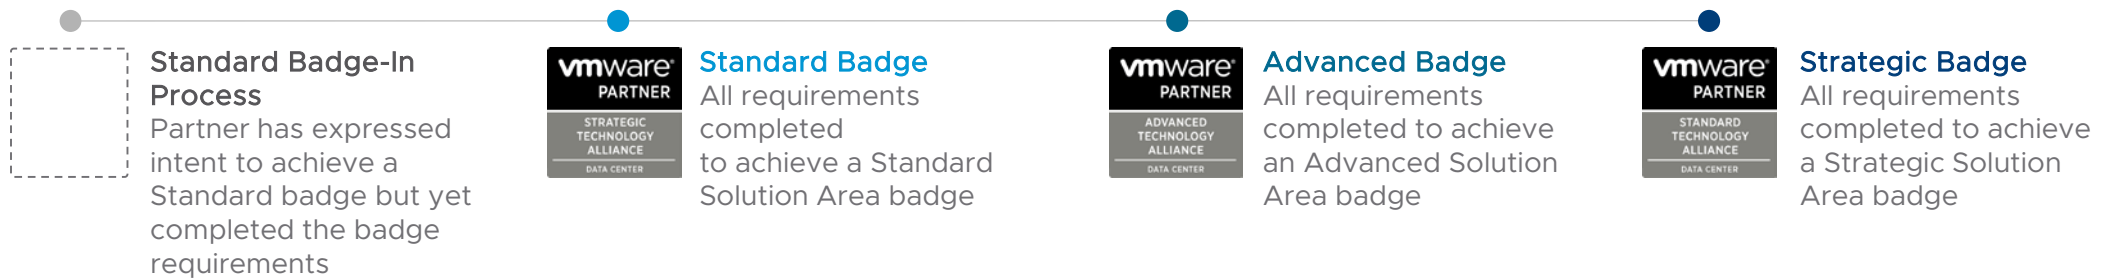 Standard Badge-In
Process
Partner has expressed
intent to achieve a
Standard badge but yet
completed the badge
requirements
vmware®
PARTNER
STRATEGIC
TECHNOLOGY
ALLIANCE
DATA CENTER
Standard Badge
All requirements
completed
to achieve a Standard
Solution Area badge
vmware®
PARTNER
ADVANCED
TECHNOLOGY
ALLIANCE
DATA CENTER
Advanced Badge
All requirements
completed to achieve
an Advanced Solution
Area badge
vmware®
PARTNER
STANDARD
TECHNOLOGY
ALLIANCE
DATA CENTER
Strategic Badge
All requirements
completed to achieve
a Strategic Solution
Area badge